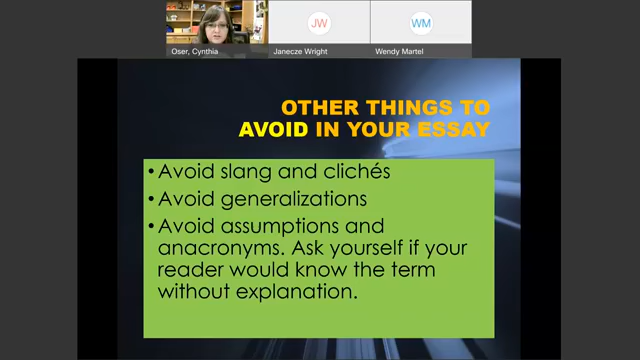 JW
WM
Oser, Cynthia
Janecze Wright
Wendy Martel
OTHER THINGS TO
AVOID IN YOUR ESSAY
•Avoid slang and clichés
•Avoid generalizations
•Avoid assumptions and
anacronyms. Ask yourself if your
reader would know the term
without explanation.